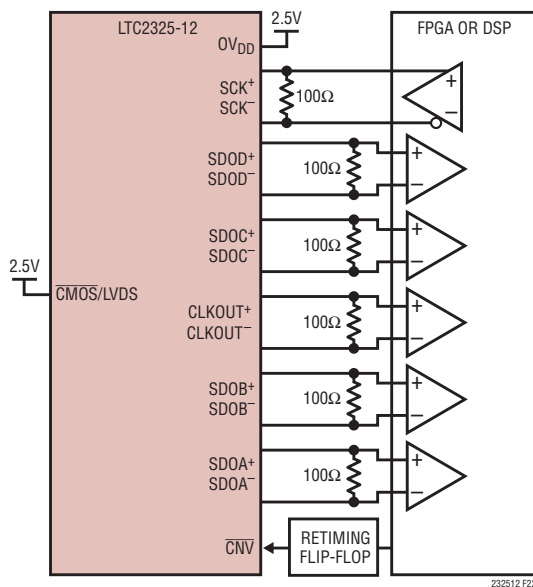 LTC2325-12
2.5V
FPGA OR DSP
OVDD
SCK+
SCK−
100Ω
+
−
SDOD+
SDOD−
100Ω
+
−
SDOC+
SDOC−
100Ω
+
−
2.5V
CMOS/LVDS
CLKOUT+
CLKOUT−
100Ω
+
−
SDOB+
SDOB−
100Ω
+
−
SDOA+
SDOA−
100Ω
+
−
CNV
RETIMING
FLIP-FLOP
232512 F22